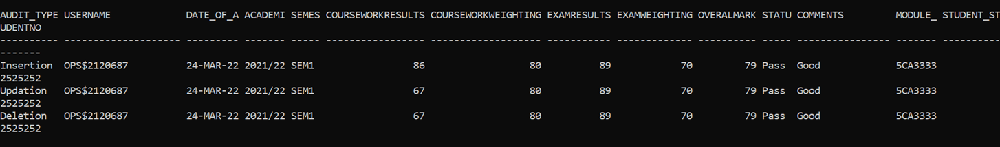 AUDIT_TYPE USERNAME             DATE_OF_A ACADEMI SEMES COURSEWORKRESULTS COURSEWORKWEIGHTING EXAMRESULTS EXAMWEIGHTING OVERALMARK STATU COMMENTS         MODULE_ STUDENT_ST
UDENTNO
---------- -------------------- --------- ------- ----- ----------------- ------------------- ----------- ------------- ---------- ----- ---------------- ------- ----------
-------
Insertion  OPS$2120687          24-MAR-22 2021/22 SEM1                 86                  80          89            70         79 Pass  Good             5CA3333
2525252
Updation   OPS$2120687          24-MAR-22 2021/22 SEM1                 67                  80          89            70         79 Pass  Good             5CA3333
2525252
Deletion   OPS$2120687          24-MAR-22 2021/22 SEM1                 67                  80          89            70         79 Pass  Good             5CA3333
2525252